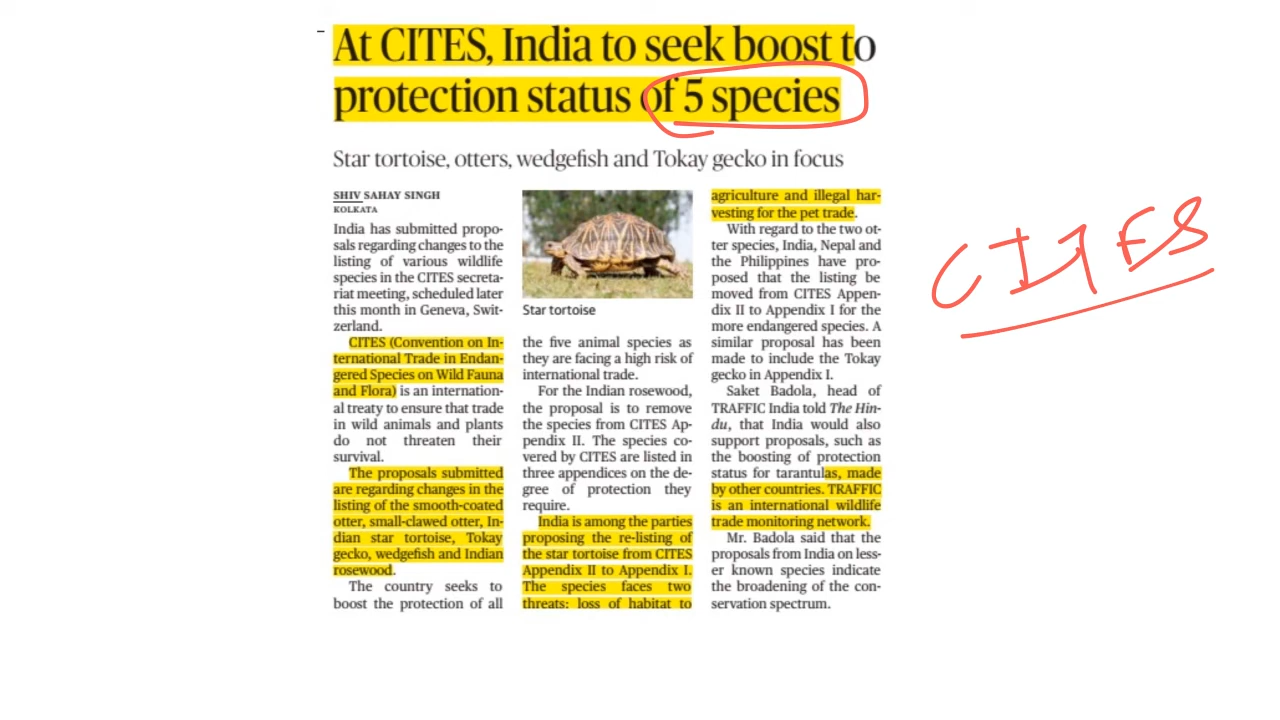 At CITES, India to seek boost to
protection status of 5 species
Star tortoise, otters, wedgefish and Tokay gecko in focus
SHIV SAHAY SINGH
KOLKATA
India has submitted propo-
sals regarding changes to the
listing of various wildlife
species in the CITES secreta-
riat meeting, scheduled later
this month in Geneva, Swit-
zerland.
CITES (Convention on In-
ternational Trade in Endan-
gered Species on Wild Fauna
and Flora) is an internation-
al treaty to ensure that trade
in wild animals and plants
do not threaten their
survival.
The proposals submitted
are regarding changes in the
listing of the smooth-coated
otter, small-clawed otter, In-
dian star tortoise, Tokay
gecko, wedgefish and Indian
rosewood.
The country seeks to
boost the protection of all
Star tortoise
the five animal species as
they are facing a high risk of
international trade.
For the Indian rosewood,
the proposal is to remove
the species from CITES Ap-
pendix II. The species co-
vered by CITES are listed in
three appendices on the de-
gree of protection they
require.
India is among the parties
proposing the re-listing of
the star tortoise from CITES
Appendix II to Appendix I.
The species faces two
threats: loss of habitat to
agriculture and illegal har-
vesting for the pet trade.
With regard to the two ot-
ter species, India, Nepal and
the Philippines have pro-
posed that the listing be
moved from CITES Appen-
dix II to Appendix I for the
more endangered species. A
similar proposal has been
made to include the Tokay
gecko in Appendix I.
Saket Badola, head of
TRAFFIC India told The Hin-
du, that India would also
support proposals, such as
the boosting of protection
status for tarantulas, made
by other countries. TRAFFIC
is an international wildlife
trade monitoring network.
Mr. Badola said that the
proposals from India on less-
er known species indicate
the broadening of the con-
servation spectrum.
CITES